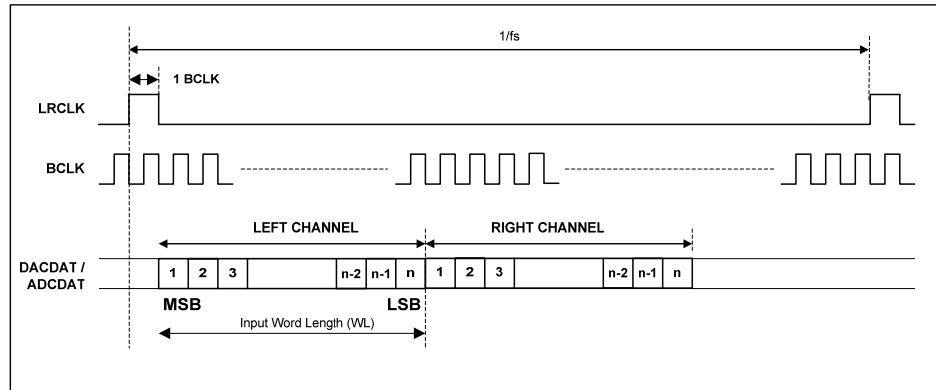 1/fs
1 BCLK
LRCLK
BCLK
LEFT CHANNEL RIGHT CHANNEL
DACDAT /
ADCDAT
1 2 3 n-2 n-1 n 1 2 3 n-2 n-1 n
MSB LSB
Input Word Length (WL)